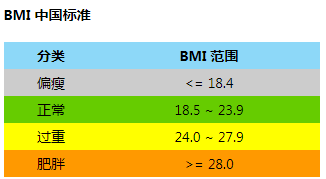 BMI 中国标准
分类 BMI 范围
偏瘦 <= 18.4
正常 18.5 ~ 23.9
过重 24.0 ~ 27.9
肥胖 >= 28.0